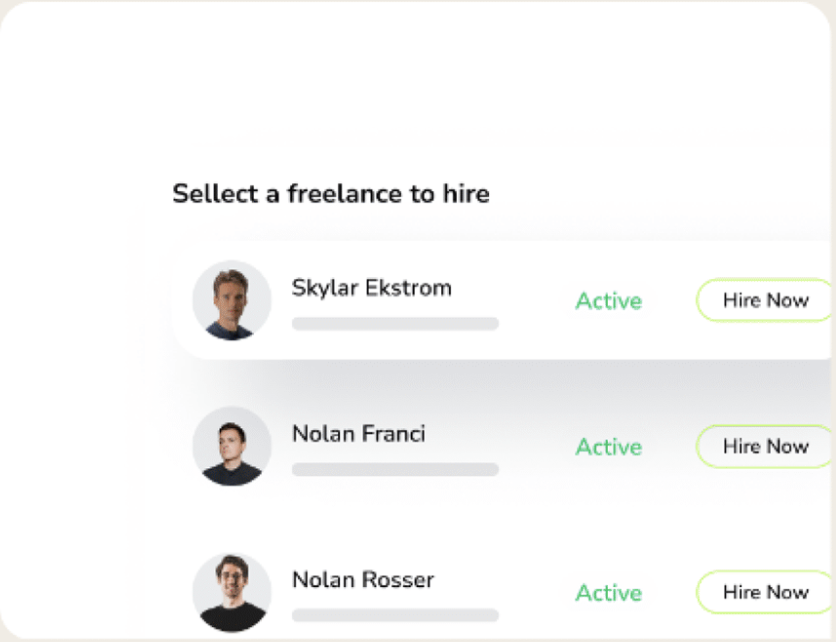 Sellect a freelance to hire
Skylar Ekstrom
Active
Hire Now
Nolan Franci
Active
Hire Now
Nolan Rosser
Active
Hire Now